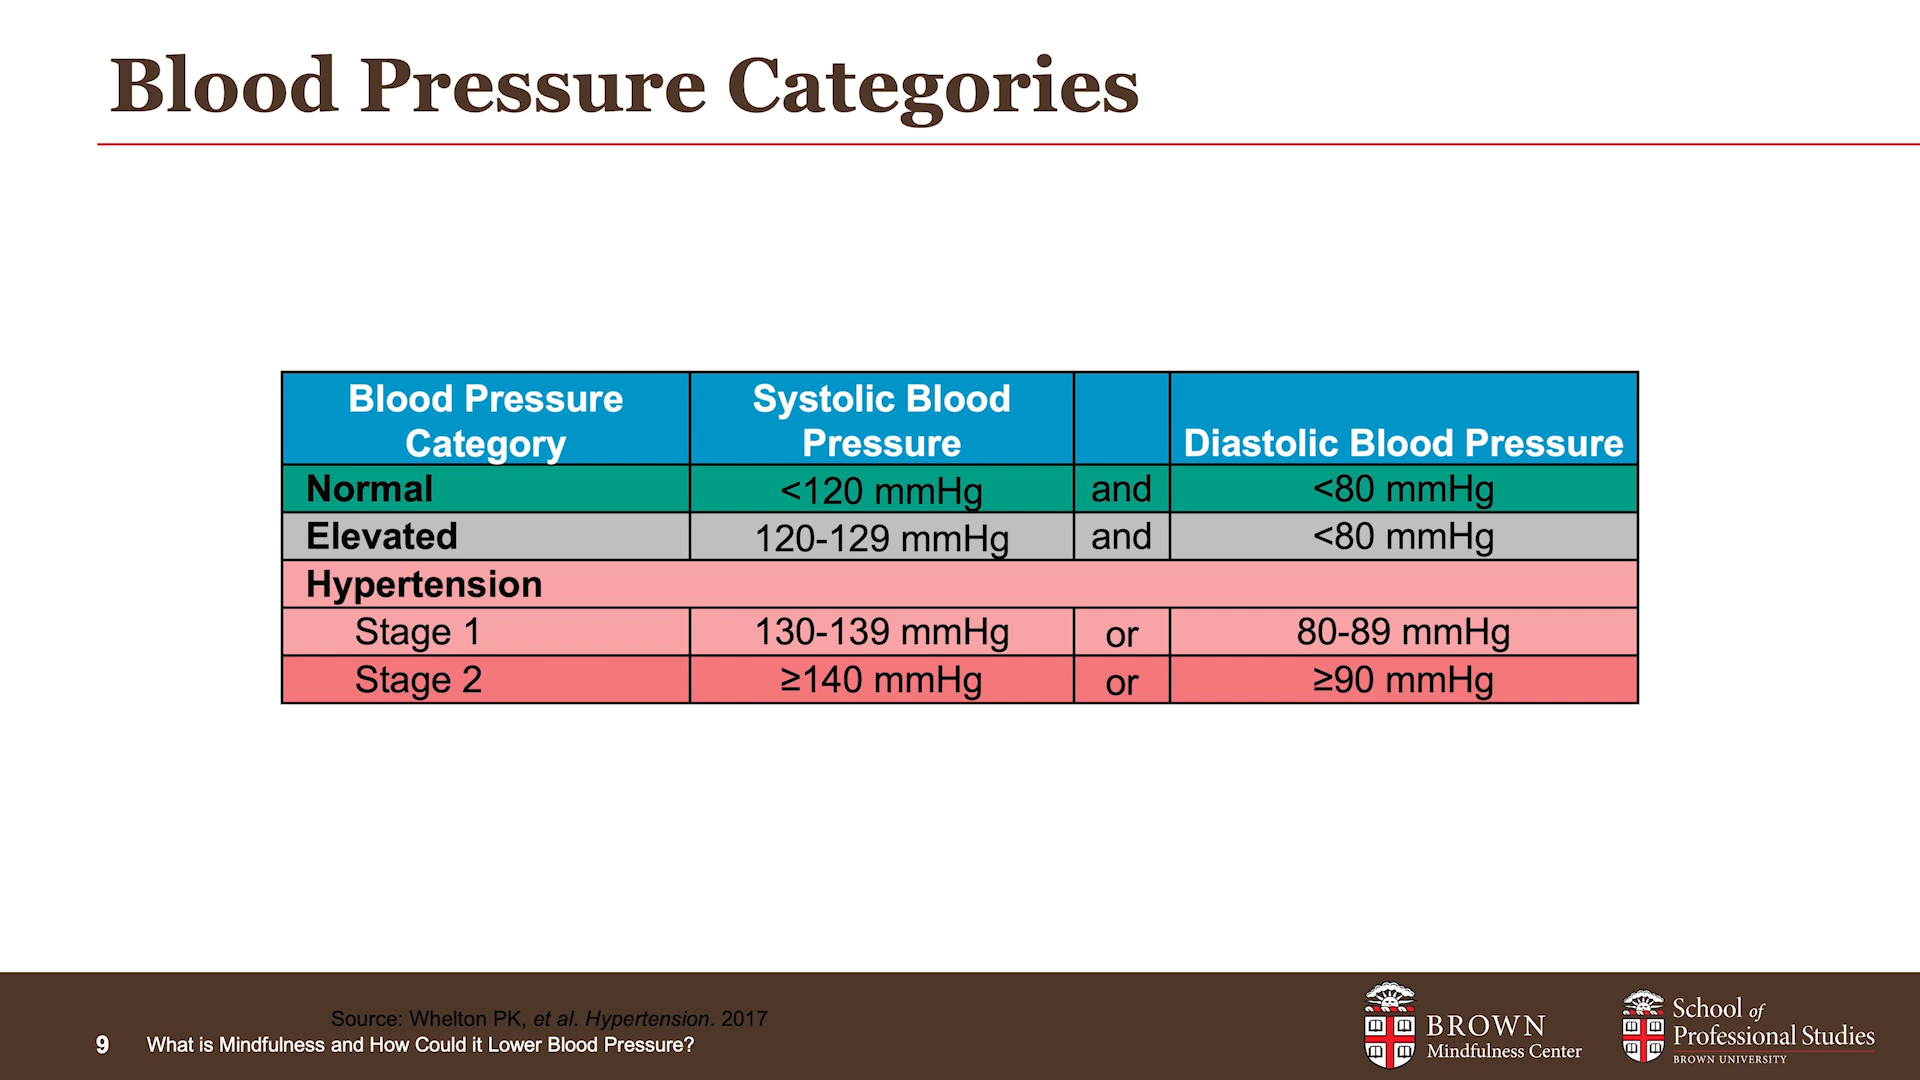 Blood Pressure Categories
Blood Pressure Category Systolic Blood Pressure Diastolic Blood Pressure
Normal <120 mmHg and <80 mmHg
Elevated 120-129 mmHg and <80 mmHg
Hypertension
Stage 1 130-139 mmHg or 80-89 mmHg
Stage 2 ≥140 mmHg or ≥90 mmHg
Source: Whelton PK, et al. Hypertension. 2017
9 What is Mindfulness and How Could it Lower Blood Pressure?
BROWN
Mindfulness Center
School of
Professional Studies
BROWN UNIVERSITY